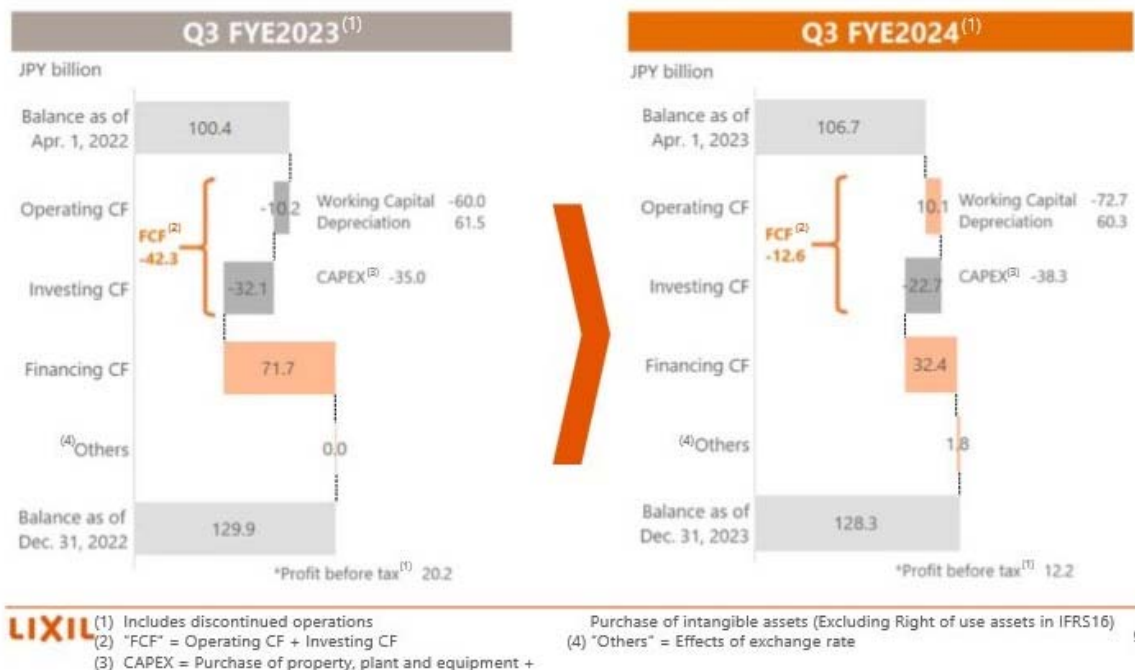 Q3 FYE2023(1)
JPY billion
Balance as of
Apr. 1, 2022
100.4
Operating CF
-10.2
Working Capital -60.0
Depreciation 61.5
FCF(2)
-42.3
Investing CF
-32.1
CAPEX(3) -35.0
Financing CF
71.7
(4)Others
0.0
Balance as of
Dec. 31, 2022
129.9
*Profit before tax(1) 20.2
Q3 FYE2024(1)
JPY billion
Balance as of
Apr. 1, 2023
106.7
Operating CF
10.1
Working Capital -72.7
Depreciation 60.3
FCF(2)
-12.6
Investing CF
-22.7
CAPEX(3) -38.3
Financing CF
32.4
(4)Others
1.8
Balance as of
Dec. 31, 2023
128.3
*Profit before tax(1) 12.2
LIXIL
(1) Includes discontinued operations
(2) "FCF" = Operating CF + Investing CF
(3) CAPEX = Purchase of property, plant and equipment +
Purchase of intangible assets (Excluding Right of use assets in IFRS16)
(4) "Others" = Effects of exchange rate